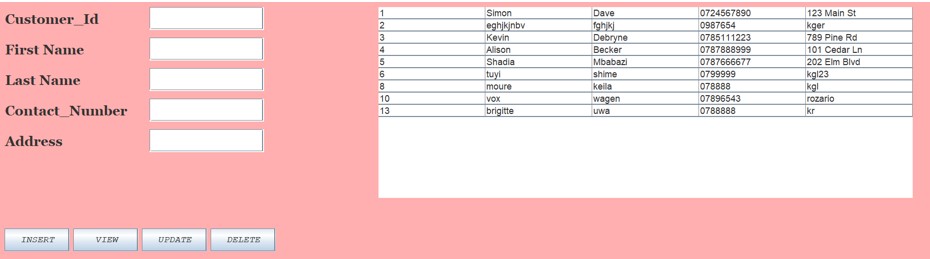 Customer_Id
First Name
Last Name
Contact_Number
Address
1 Simon Dave 0724567890 123 Main St
2 eghjkjnbv fghjkj 0987654 kger
3 Kevin Debryne 0785111223 789 Pine Rd
4 Alison Becker 0787888999 101 Cedar Ln
5 Shadia Mbabazi 0787666677 202 Elm Blvd
6 tuyi shime 0799999 kgl23
8 moure keila 078888 kgl
10 vox wagen 07896543 rozario
13 brigitte uwa 0788888 kr
INSERT VIEW UPDATE DELETE